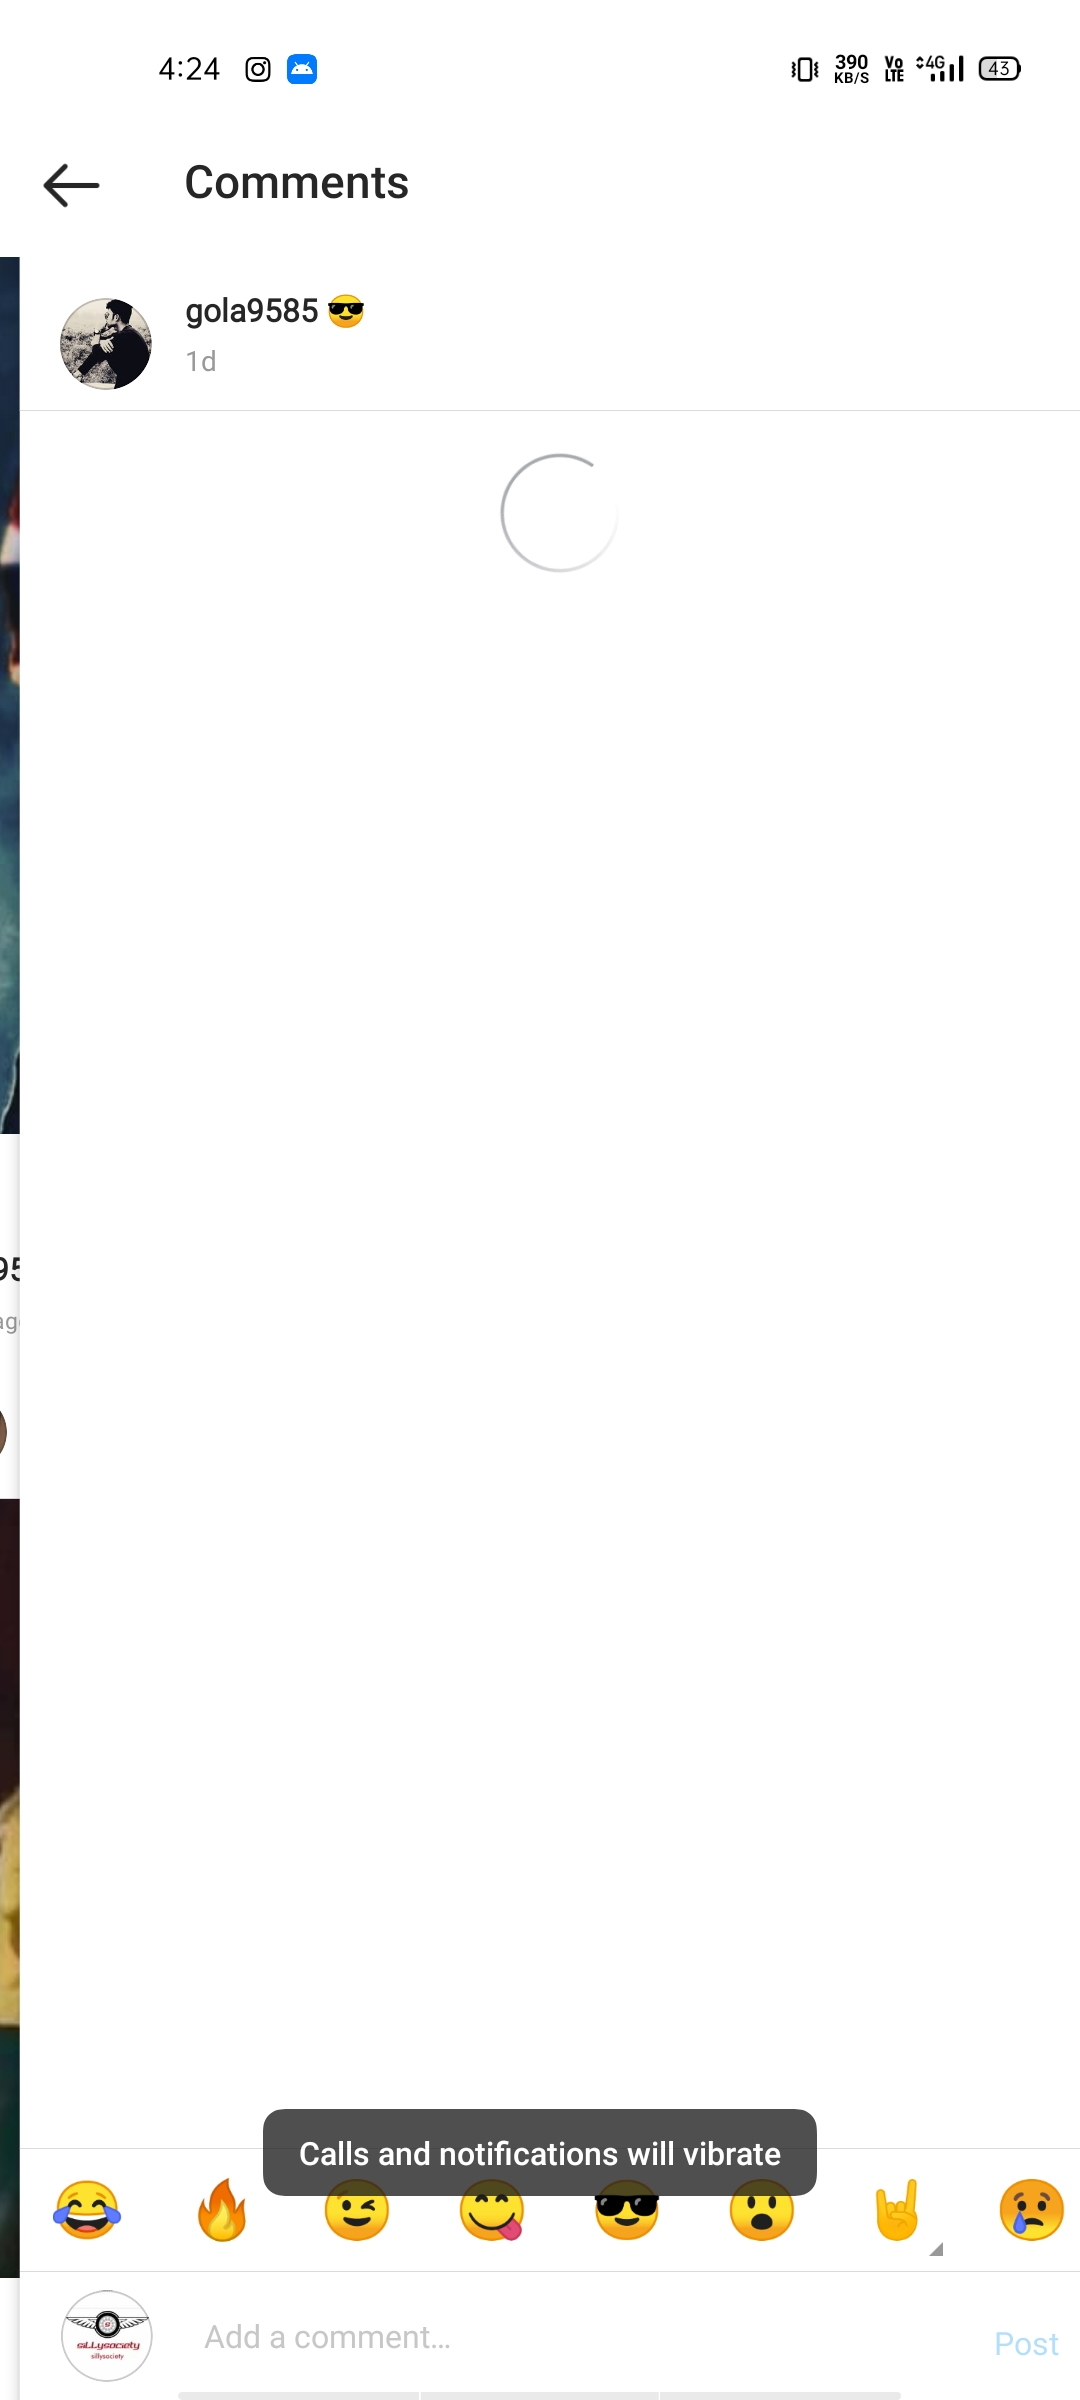 4:24 390 KB/S Vo LTE 4G 43
Comments
gola9585 😎
1d
95
ag
Calls and notifications will vibrate
😂 🔥 😉 😋 😎 😮 🤘 😢
siLLysociety
sillysociety
Add a comment...
Post